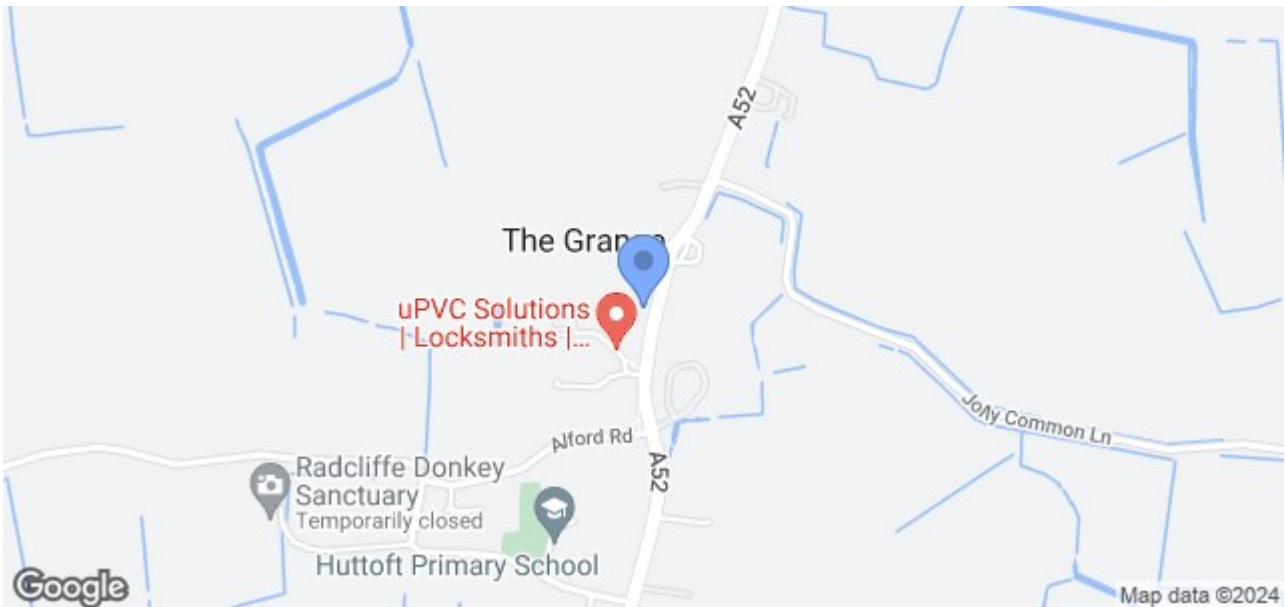 A52
The Grange
uPVC Solutions
| Locksmiths |...
Jolly Common Ln
Alford Rd
A52
Radcliffe Donkey
Sanctuary
Temporarily closed
Huttoft Primary School
Google
Map data ©2024